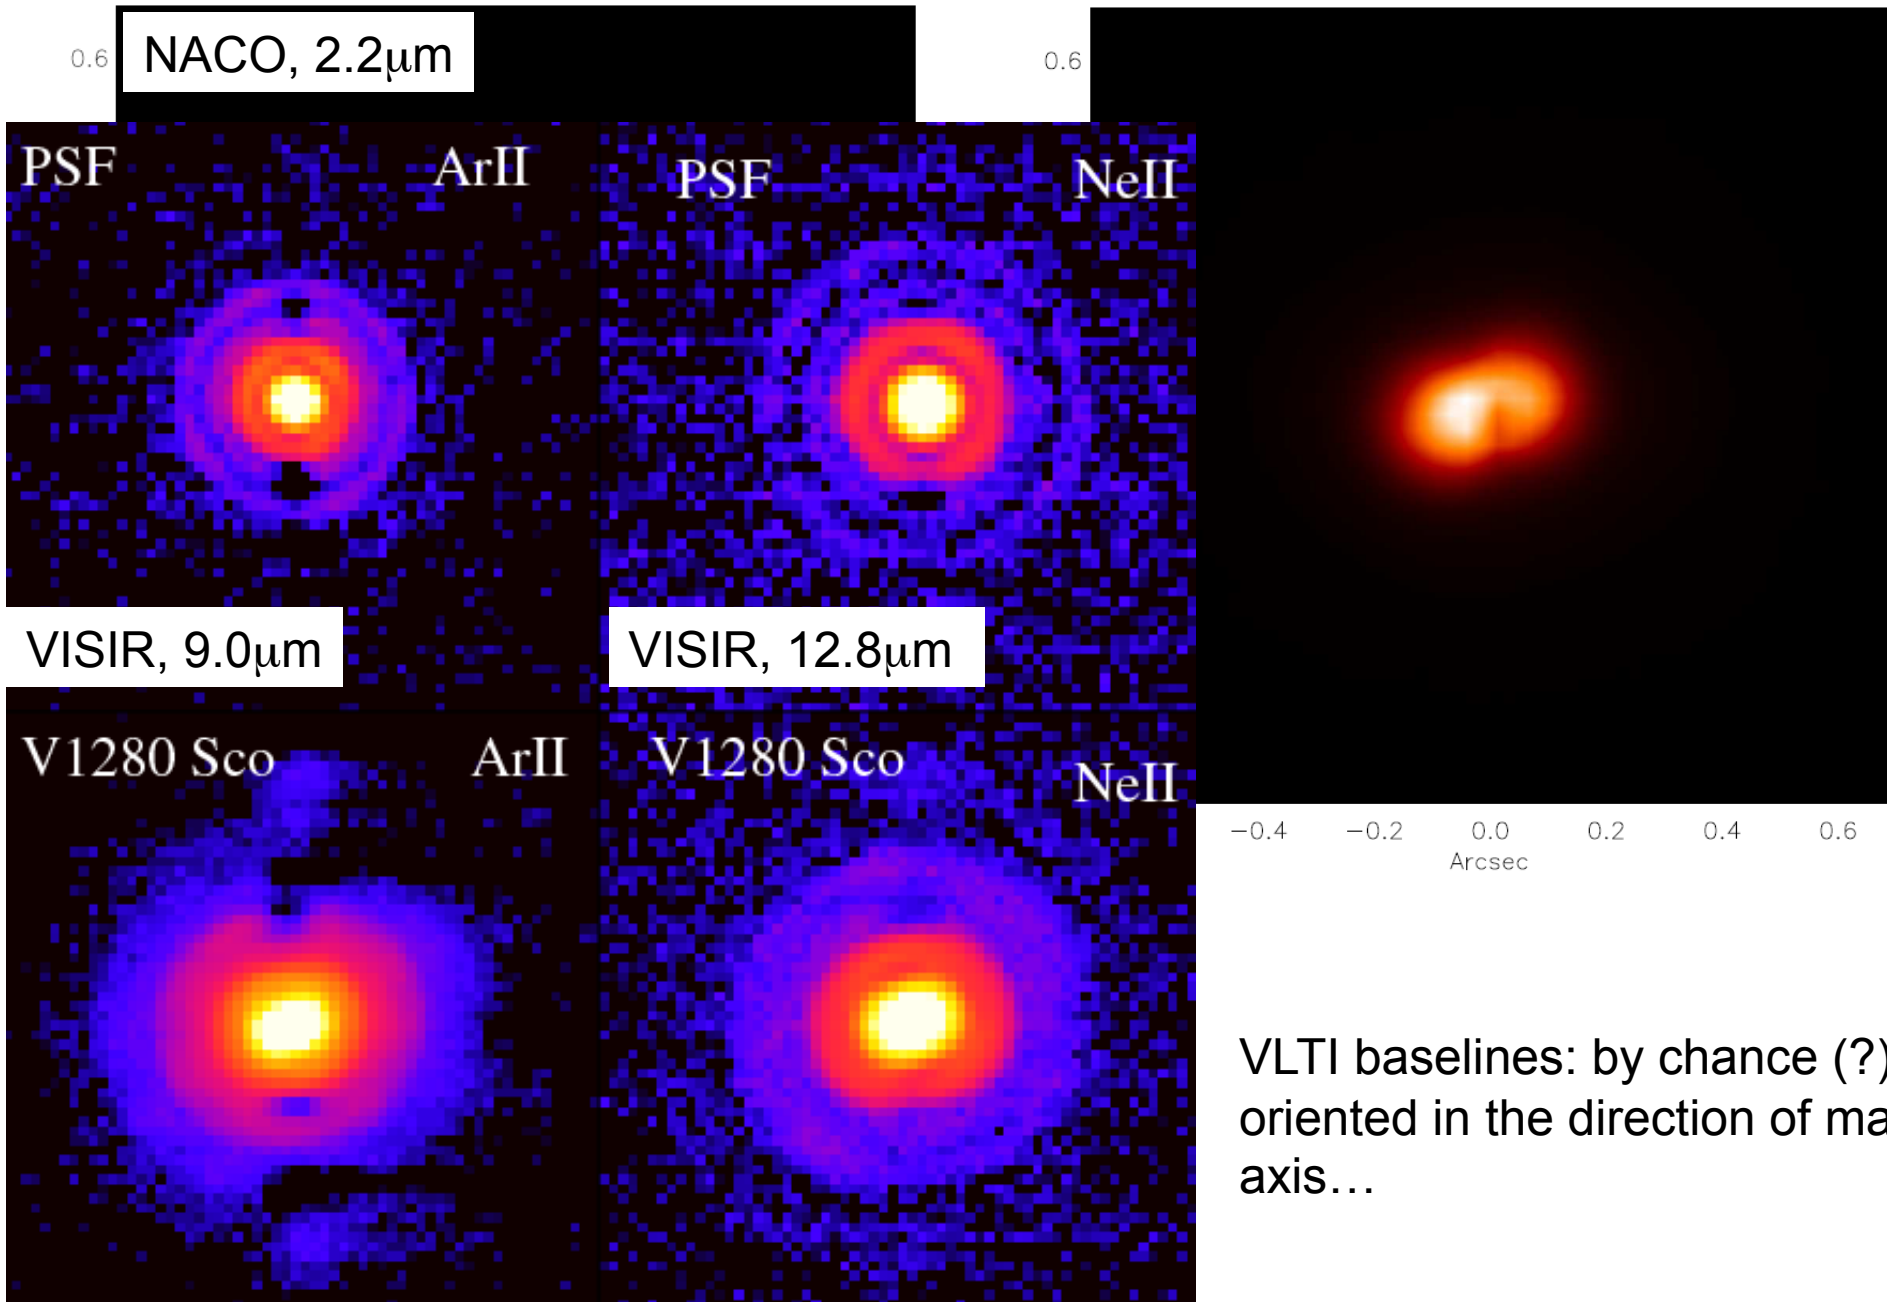 NACO, 2.2μm
0.6
0.6
PSF ArII
PSF NeII
VISIR, 9.0μm
VISIR, 12.8μm
V1280 Sco ArII
V1280 Sco NeII
−0.4 −0.2 0.0 0.2 0.4 0.6
Arcsec
VLTI baselines: by chance (?)
oriented in the direction of
axis…